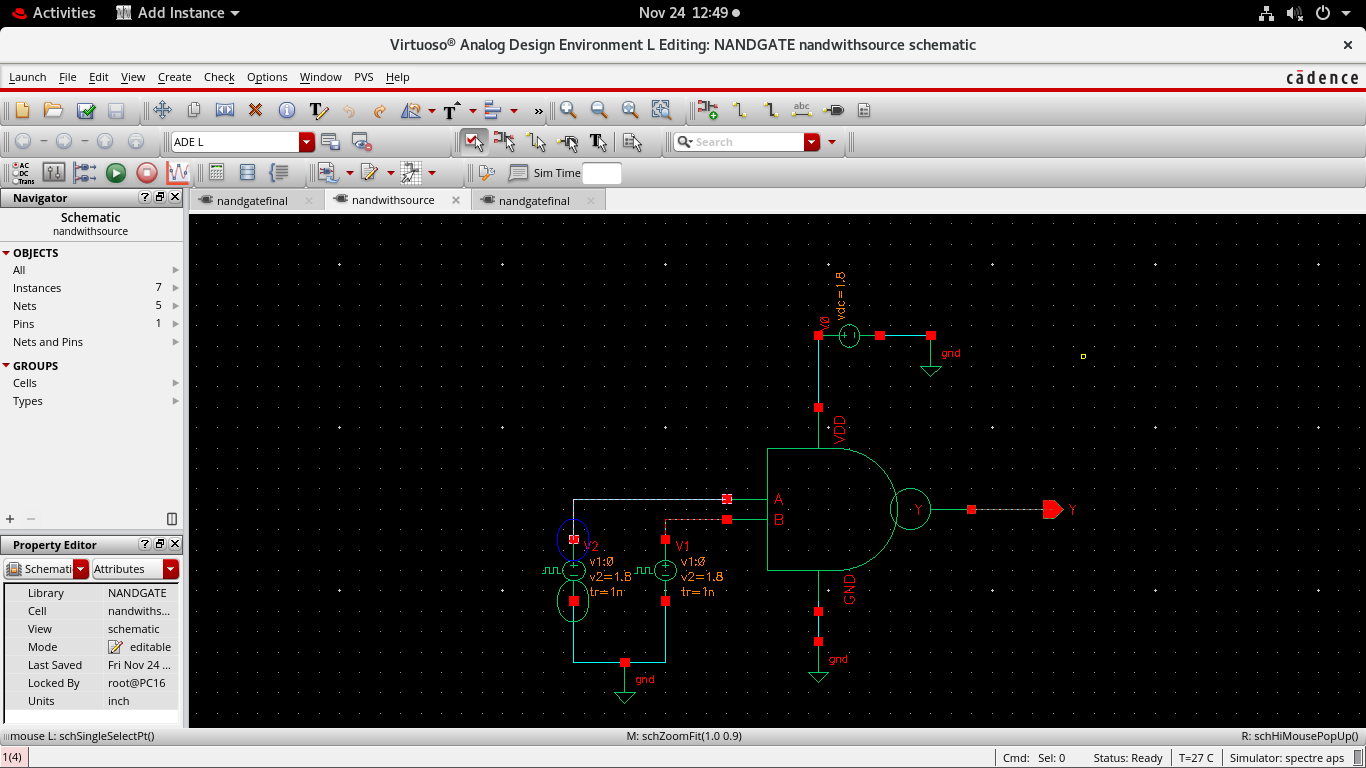 Activities Add Instance Nov 24 12:49
Virtuoso® Analog Design Environment L Editing: NANDGATE nandwithsource schematic
Launch File Edit View Create Check Options Window PVS Help cādence
T T » abc
ADE L T Search
AC
DC
Trans Sim Time
Navigator ?
nandgatefinal nandwithsource nandgatefinal
Schematic
nandwithsource
OBJECTS
All
Instances 7
Nets 5
Pins 1
Nets and Pins
GROUPS
Cells
Types
vdc=1.8
V0
gnd
VDD
A
B
Y
Y
GND
gnd
V2
v1:0
v2=1.8
tr=1n
V1
v1:0
v2=1.8
tr=1n
gnd
Property Editor ?
Schemati Attributes
Library NANDGATE
Cell nandwiths...
View schematic
Mode editable
Last Saved Fri Nov 24 ...
Locked By root@PC16
Units inch
mouse L: schSingleSelectPt() M: schZoomFit(1.0 0.9) R: schHiMousePopUp()
1(4) Cmd: Sel: 0 Status: Ready T=27 C Simulator: spectre aps